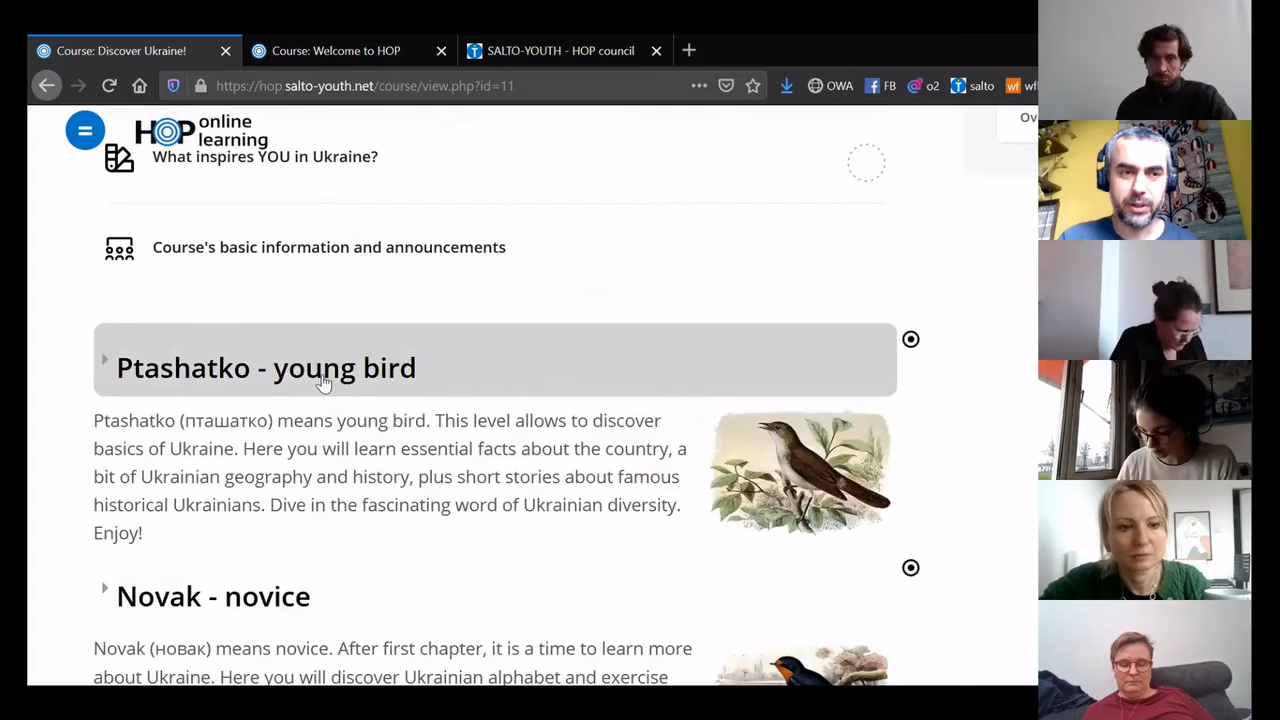 Course: Discover Ukraine!
Course: Welcome to HOP
SALTO-YOUTH - HOP council
https://hop.salto-youth.net/course/view.php?id=11
OWA
FB
o2
salto
HOP online learning
What inspires YOU in Ukraine?
Course's basic information and announcements
Ptashatko - young bird
Ptashatko (пташатко) means young bird. This level allows to discover
basics of Ukraine. Here you will learn essential facts about the country, a
bit of Ukrainian geography and history, plus short stories about famous
historical Ukrainians. Dive in the fascinating word of Ukrainian diversity.
Enjoy!
Novak - novice
Novak (новак) means novice. After first chapter, it is a time to learn more
about Ukraine. Here you will discover Ukrainian alphabet and exercise